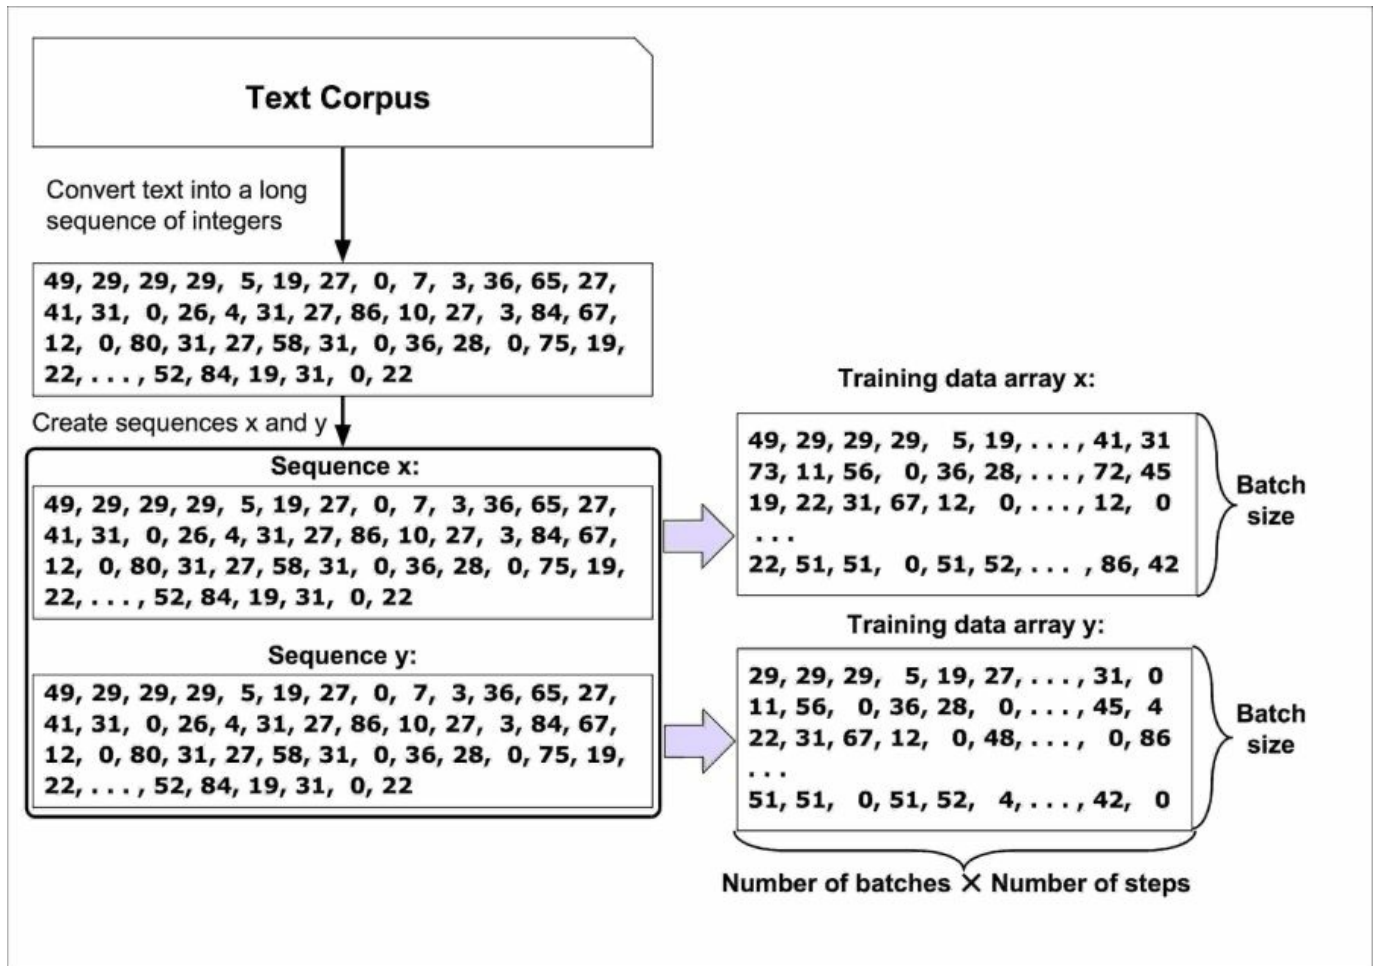 Text Corpus
Convert text into a long
sequence of integers
49, 29, 29, 29, 5, 19, 27, 0, 7, 3, 36, 65, 27,
41, 31, 0, 26, 4, 31, 27, 86, 10, 27, 3, 84, 67,
12, 0, 80, 31, 27, 58, 31, 0, 36, 28, 0, 75, 19,
22, . . . , 52, 84, 19, 31, 0, 22
Create sequences x and y
Sequence x:
49, 29, 29, 29, 5, 19, 27, 0, 7, 3, 36, 65, 27,
41, 31, 0, 26, 4, 31, 27, 86, 10, 27, 3, 84, 67,
12, 0, 80, 31, 27, 58, 31, 0, 36, 28, 0, 75, 19,
22, . . . , 52, 84, 19, 31, 0, 22
Sequence y:
49, 29, 29, 29, 5, 19, 27, 0, 7, 3, 36, 65, 27,
41, 31, 0, 26, 4, 31, 27, 86, 10, 27, 3, 84, 67,
12, 0, 80, 31, 27, 58, 31, 0, 36, 28, 0, 75, 19,
22, . . . , 52, 84, 19, 31, 0, 22
Training data array x:
49, 29, 29, 29, 5, 19, . . . , 41, 31
73, 11, 56, 0, 36, 28, . . . , 72, 45
19, 22, 31, 67, 12, 0, . . . , 12, 0
. . .
22, 51, 51, 0, 51, 52, . . . , 86, 42
Batch
size
Training data array y:
29, 29, 29, 5, 19, 27, . . . , 31, 0
11, 56, 0, 36, 28, 0, . . . , 45, 4
22, 31, 67, 12, 0, 48, . . . , 0, 86
. . .
51, 51, 0, 51, 52, 4, . . . , 42, 0
Batch
size
Number of batches × Number of steps